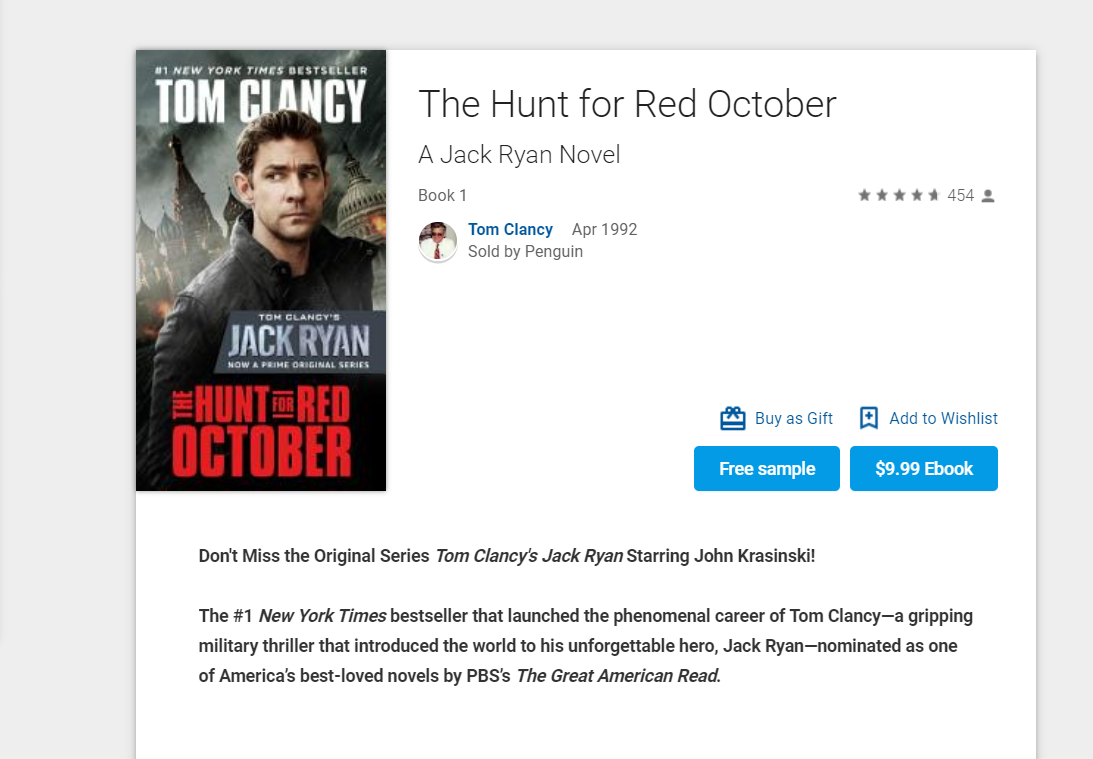 #1 NEW YORK TIMES BESTSELLER
TOM CLANCY
TOM CLANCY'S
JACK RYAN
NOW A PRIME ORIGINAL SERIES
THE HUNT FOR RED
OCTOBER
The Hunt for Red October
A Jack Ryan Novel
Book 1
454
Tom Clancy Apr 1992
Sold by Penguin
Buy as Gift Add to Wishlist
Free sample $9.99 Ebook
Don't Miss the Original Series Tom Clancy's Jack Ryan Starring John Krasinski!
The #1 New York Times bestseller that launched the phenomenal career of Tom Clancy—a gripping
military thriller that introduced the world to his unforgettable hero, Jack Ryan—nominated as one
of America’s best-loved novels by PBS’s The Great American Read.